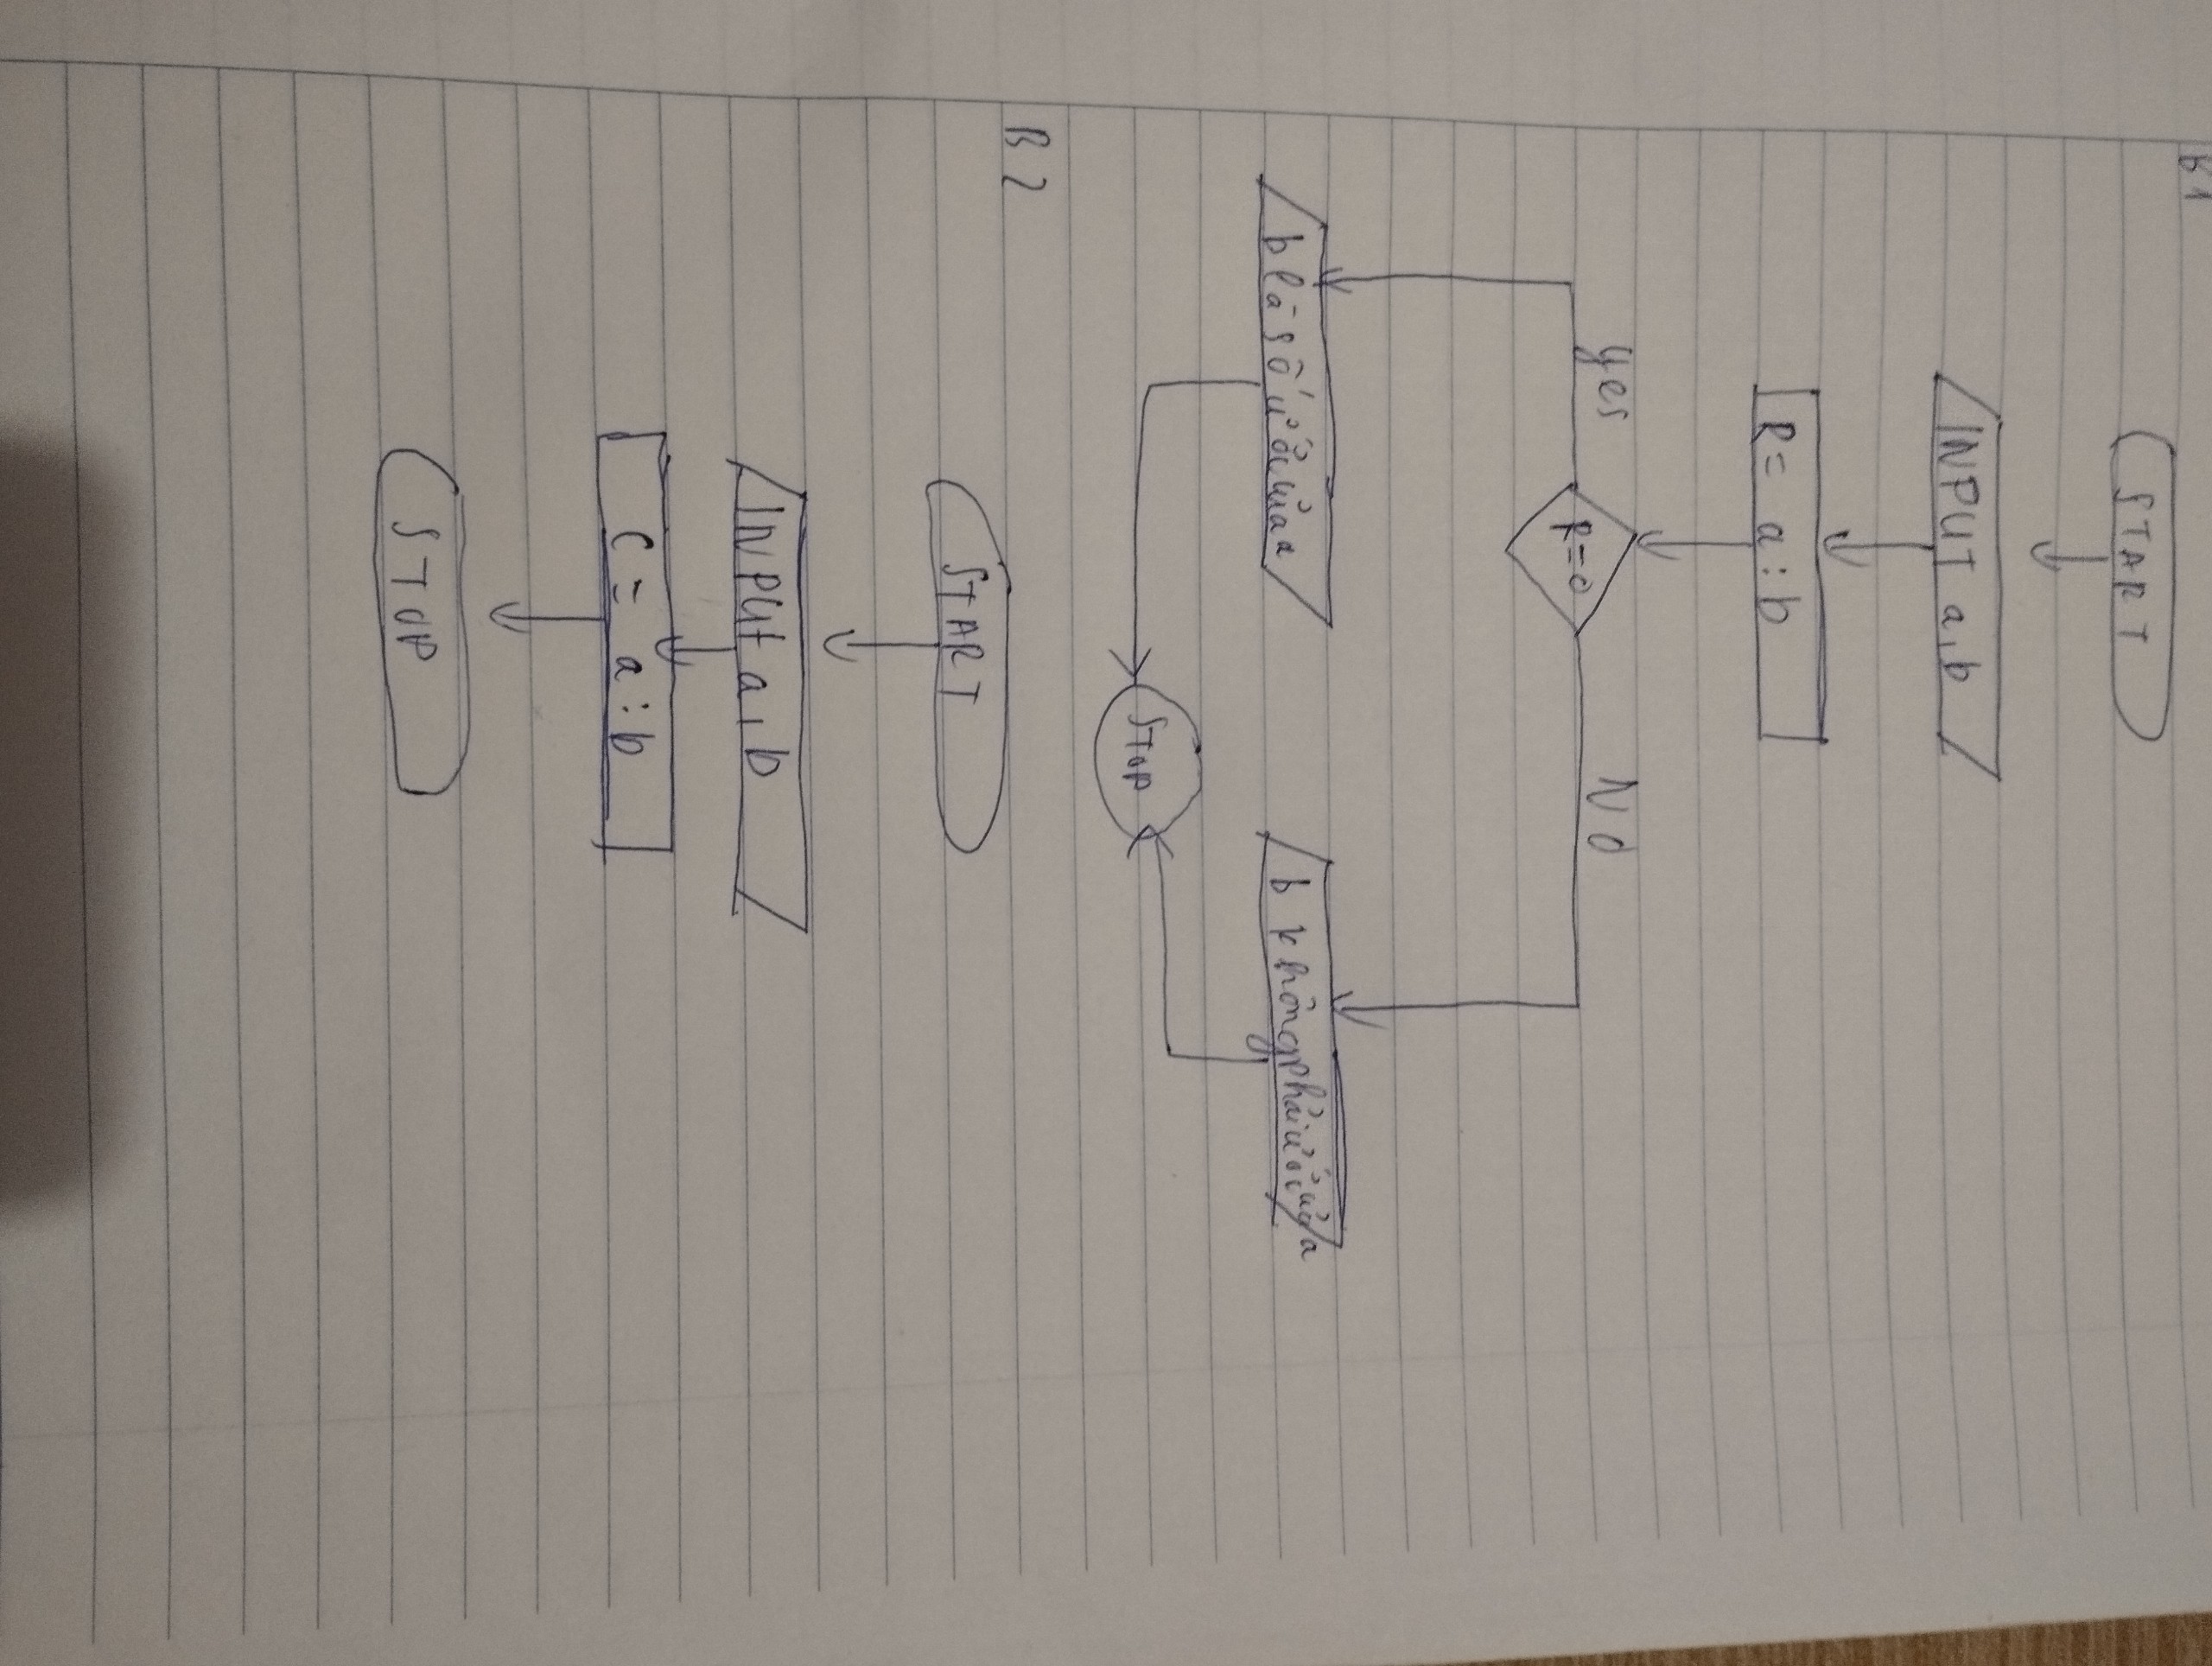 B1
START
INPUT a, b
R = a : b
R = 0
Yes
No
b là số ước của a
b không phải ước của a
STOP
B2
START
INPUT a, b
C = a : b
STOP